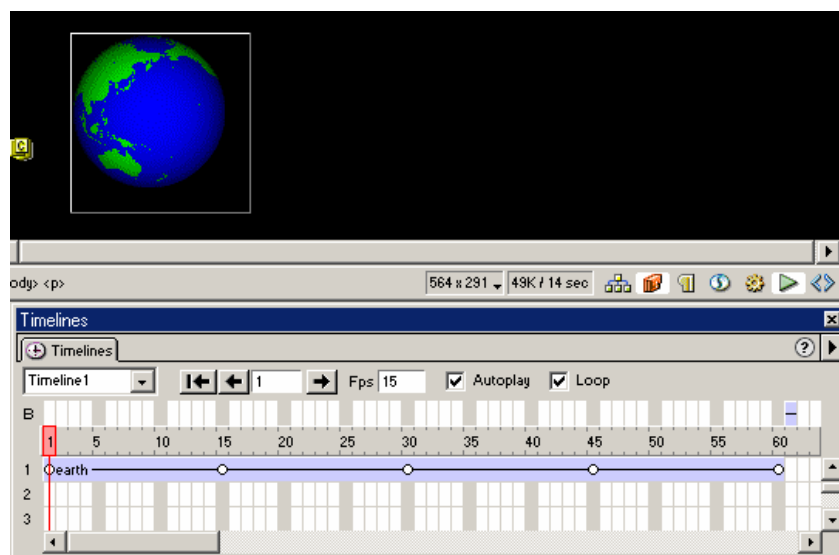 C
ody> <p>
564 x 291 49K / 14 sec
Timelines
Timelines
Timeline1 1 Fps 15 Autoplay Loop
B
1 5 10 15 20 25 30 35 40 45 50 55 60
1 earth
2
3